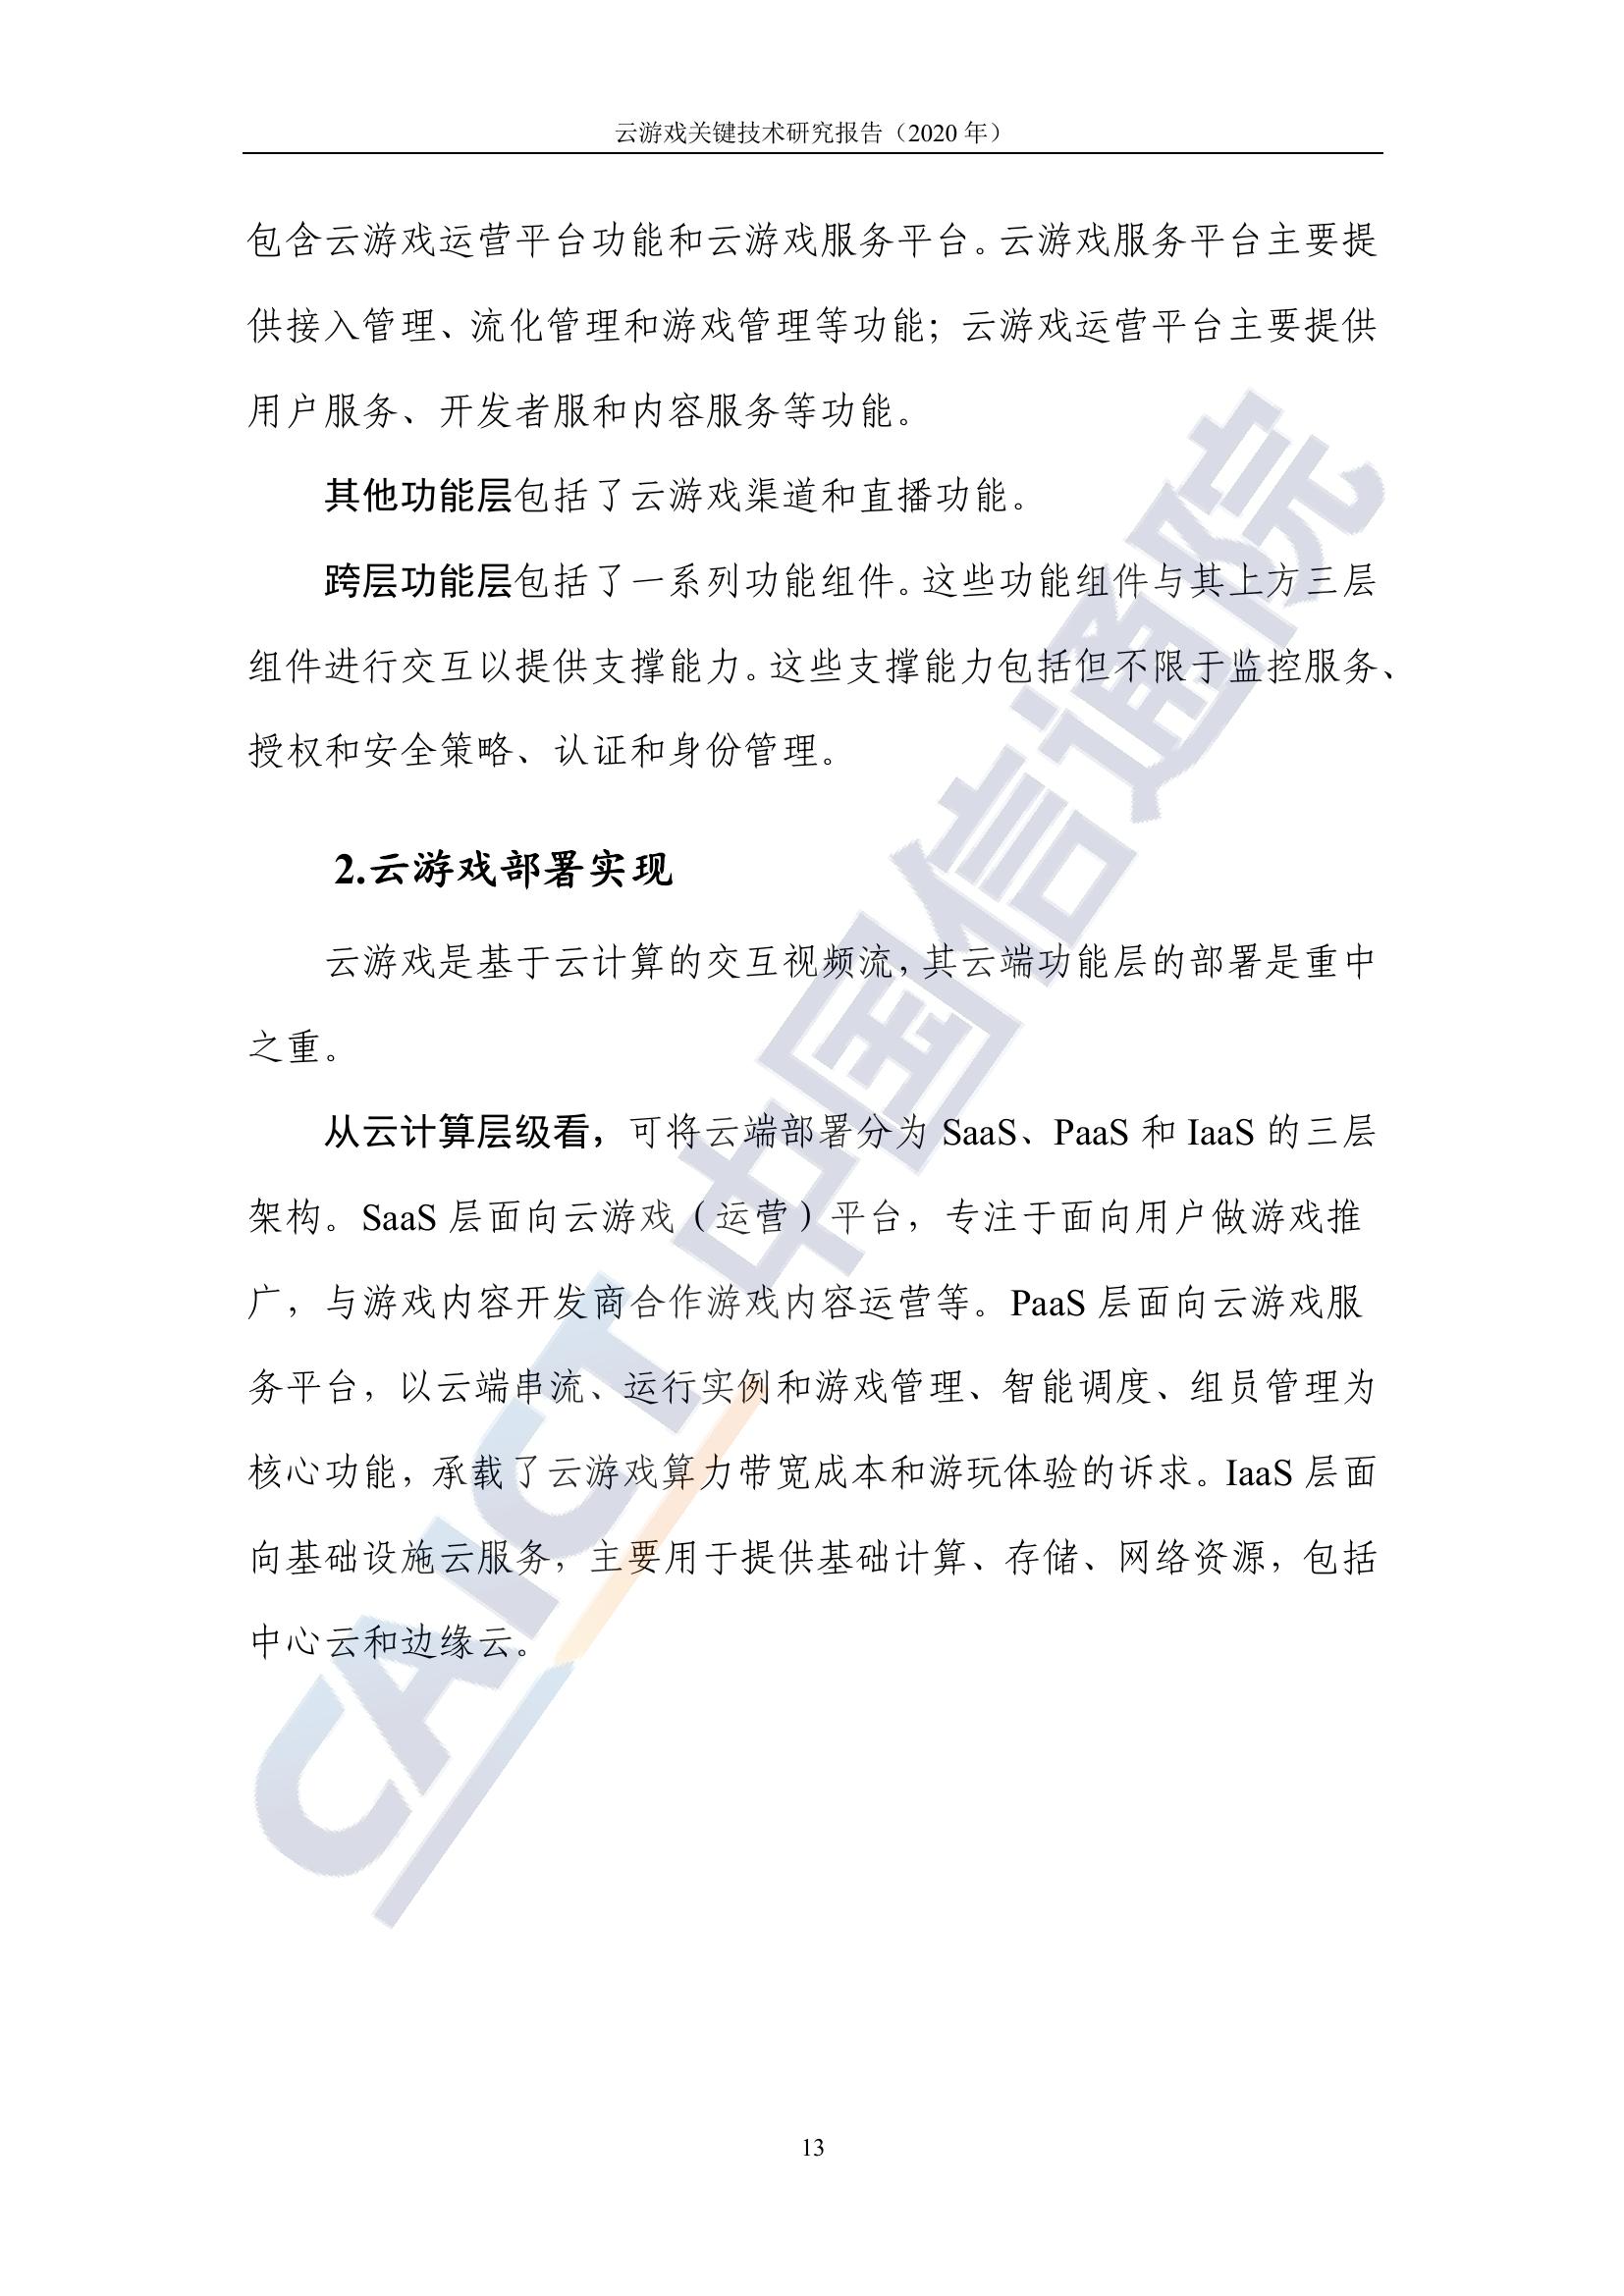 云游戏关键技术研究报告（2020 年）
包含云游戏运营平台功能和云游戏服务平台。云游戏服务平台主要提
供接入管理、流化管理和游戏管理等功能；云游戏运营平台主要提供
用户服务、开发者服和内容服务等功能。
其他功能层包括了云游戏渠道和直播功能。
跨层功能层包括了一系列功能组件。这些功能组件与其上方三层
组件进行交互以提供支撑能力。这些支撑能力包括但不限于监控服务、
授权和安全策略、认证和身份管理。
2.云游戏部署实现
云游戏是基于云计算的交互视频流，其云端功能层的部署是重中
之重。
从云计算层级看，可将云端部署分为 SaaS、PaaS 和 IaaS 的三层
架构。SaaS 层面向云游戏（运营）平台，专注于面向用户做游戏推
广，与游戏内容开发商合作游戏内容运营等。PaaS 层面向云游戏服
务平台，以云端串流、运行实例和游戏管理、智能调度、组员管理为
核心功能，承载了云游戏算力带宽成本和游玩体验的诉求。IaaS 层面
向基础设施云服务，主要用于提供基础计算、存储、网络资源，包括
中心云和边缘云。
CAICT 中国信通院
13